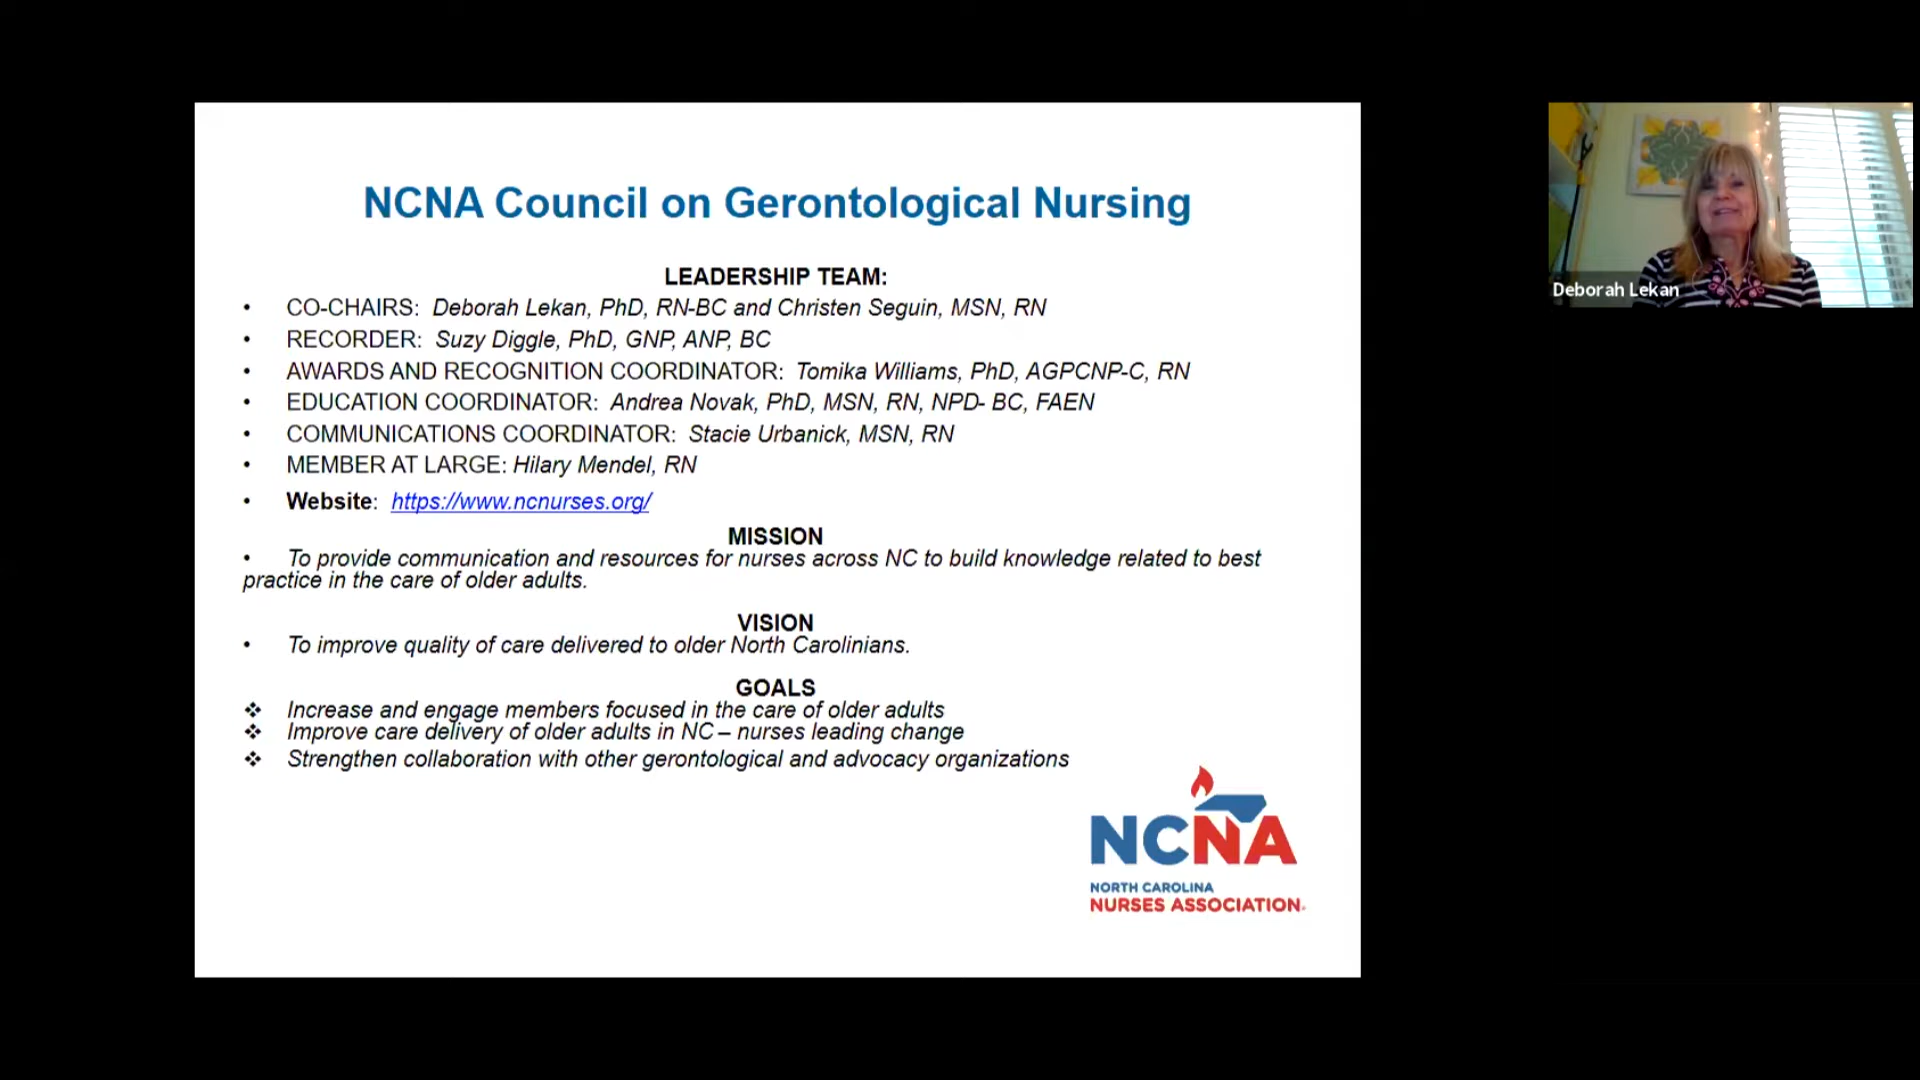 NCNA Council on Gerontological Nursing
LEADERSHIP TEAM:
• CO-CHAIRS: Deborah Lekan, PhD, RN-BC and Christen Seguin, MSN, RN
• RECORDER: Suzy Diggle, PhD, GNP, ANP, BC
• AWARDS AND RECOGNITION COORDINATOR: Tomika Williams, PhD, AGPCNP-C, RN
• EDUCATION COORDINATOR: Andrea Novak, PhD, MSN, RN, NPD- BC, FAEN
• COMMUNICATIONS COORDINATOR: Stacie Urbanick, MSN, RN
• MEMBER AT LARGE: Hilary Mendel, RN
• Website: https://www.ncnurses.org/
MISSION
• To provide communication and resources for nurses across NC to build knowledge related to best
practice in the care of older adults.
VISION
• To improve quality of care delivered to older North Carolinians.
GOALS
❖ Increase and engage members focused in the care of older adults
❖ Improve care delivery of older adults in NC – nurses leading change
❖ Strengthen collaboration with other gerontological and advocacy organizations
NCNA
NORTH CAROLINA
NURSES ASSOCIATION
Deborah Lekan